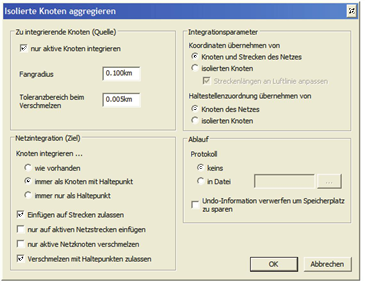 Isolierte Knoten aggregieren
Zu integrierende Knoten (Quelle)
nur aktive Knoten integrieren
Fangradius
0.100km
Toleranzbereich beim
Verschmelzen
0.005km
Netzintegration (Ziel)
Knoten integrieren ...
wie vorhanden
immer als Knoten mit Haltepunkt
immer nur als Haltepunkt
Einfügen auf Strecken zulassen
nur auf aktiven Netzstrecken einfügen
nur aktive Netzknoten verschmelzen
Verschmelzen mit Haltepunkten zulassen
Integrationsparameter
Koordinaten übernehmen von
Knoten und Strecken des Netzes
isolierten Knoten
Streckenlängen an Luftlinie anpassen
Haltestellenzuordnung übernehmen von
Knoten des Netzes
isolierten Knoten
Ablauf
Protokoll
keins
in Datei
...
Undo-Information verwerfen um Speicherplatz
zu sparen
OK
Abbrechen